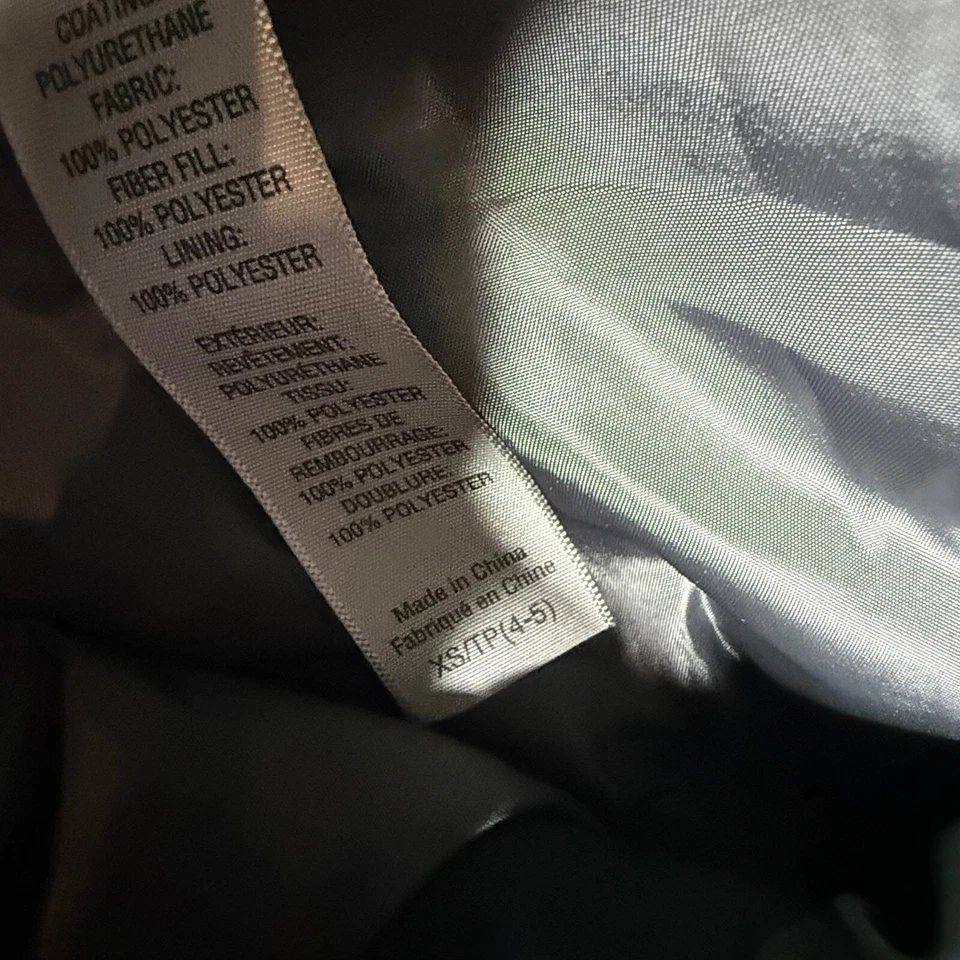 COATING:
POLYURETHANE
FABRIC:
100% POLYESTER
FIBER FILL:
100% POLYESTER
LINING:
100% POLYESTER
EXTÉRIEUR:
REVÊTEMENT:
POLYURÉTHANE
TISSU:
100% POLYESTER
FIBRES DE
REMBOURRAGE:
100% POLYESTER
DOUBLURE:
100% POLYESTER
Made in China
Fabriqué en Chine
XS/TP(4-5)